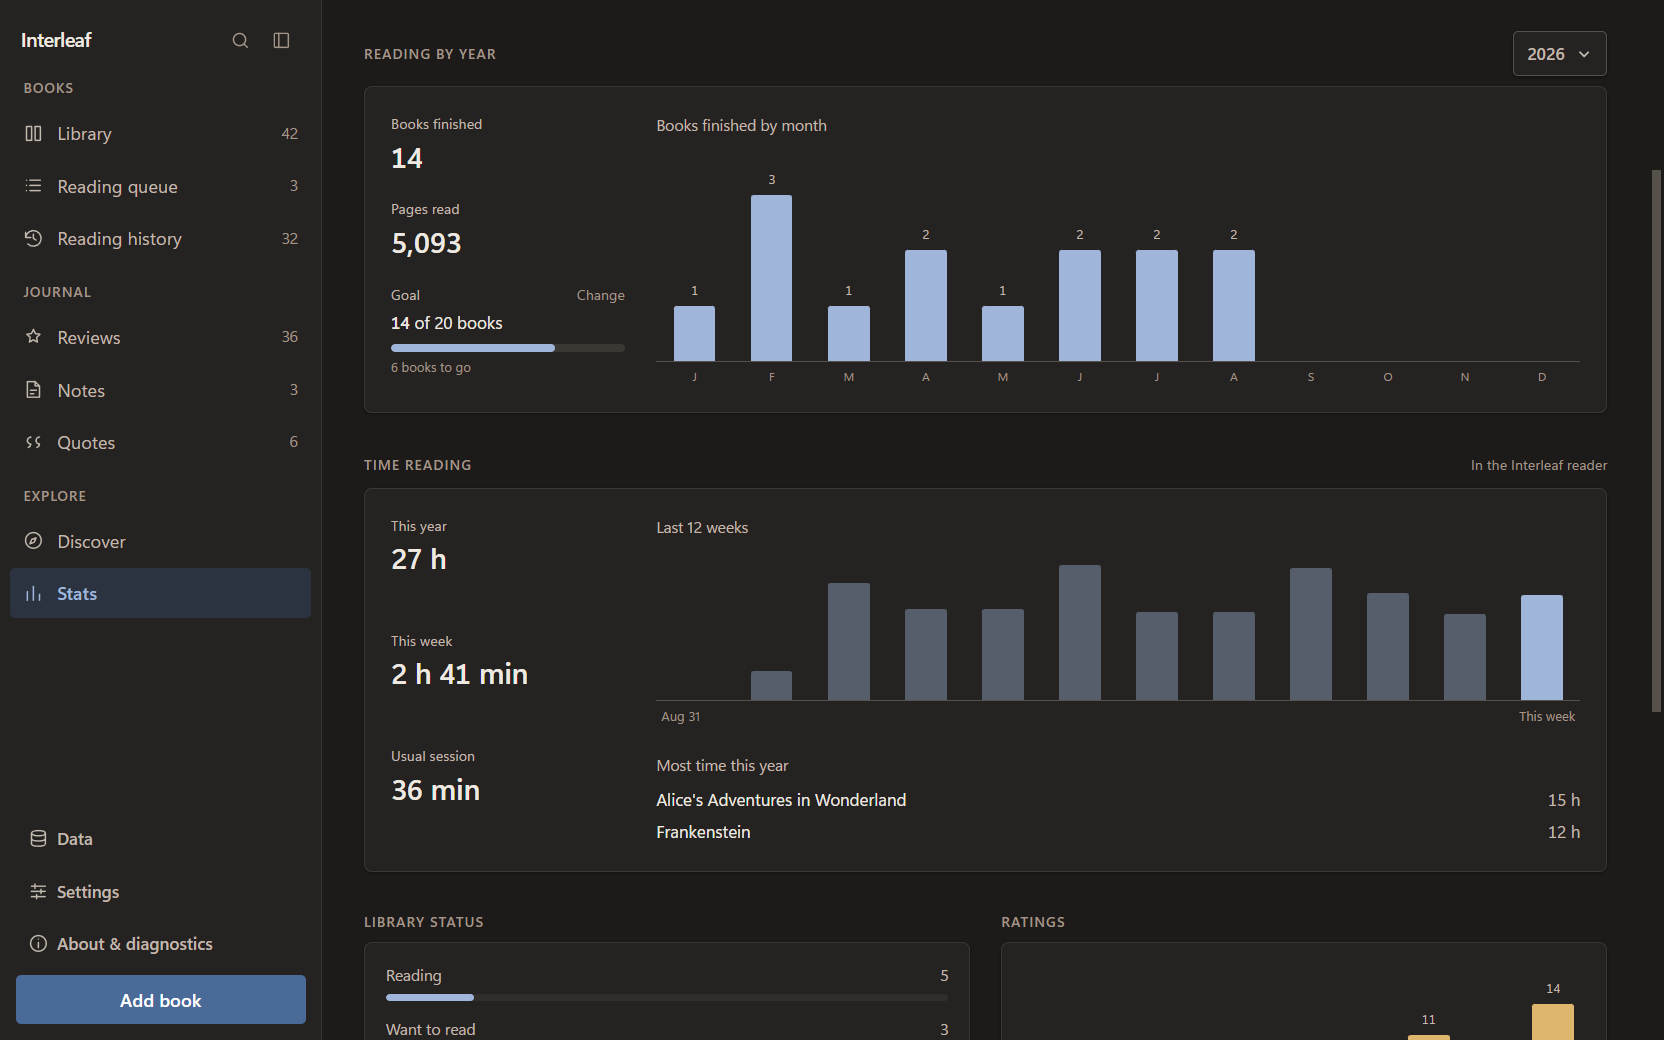 Interleaf
BOOKS
Library 42
Reading queue 3
Reading history 32
JOURNAL
Reviews 36
Notes 3
Quotes 6
EXPLORE
Discover
Stats
Data
Settings
About & diagnostics
Add book
READING BY YEAR
2026
Books finished
14
Pages read
5,093
Goal Change
14 of 20 books
6 books to go
Books finished by month
1 3 1 2 1 2 2 2
J F M A M J J A S O N D
TIME READING
In the Interleaf reader
This year
27 h
This week
2 h 41 min
Usual session
36 min
Last 12 weeks
Aug 31 This week
Most time this year
Alice's Adventures in Wonderland 15 h
Frankenstein 12 h
LIBRARY STATUS
Reading 5
Want to read 3
RATINGS
11 14